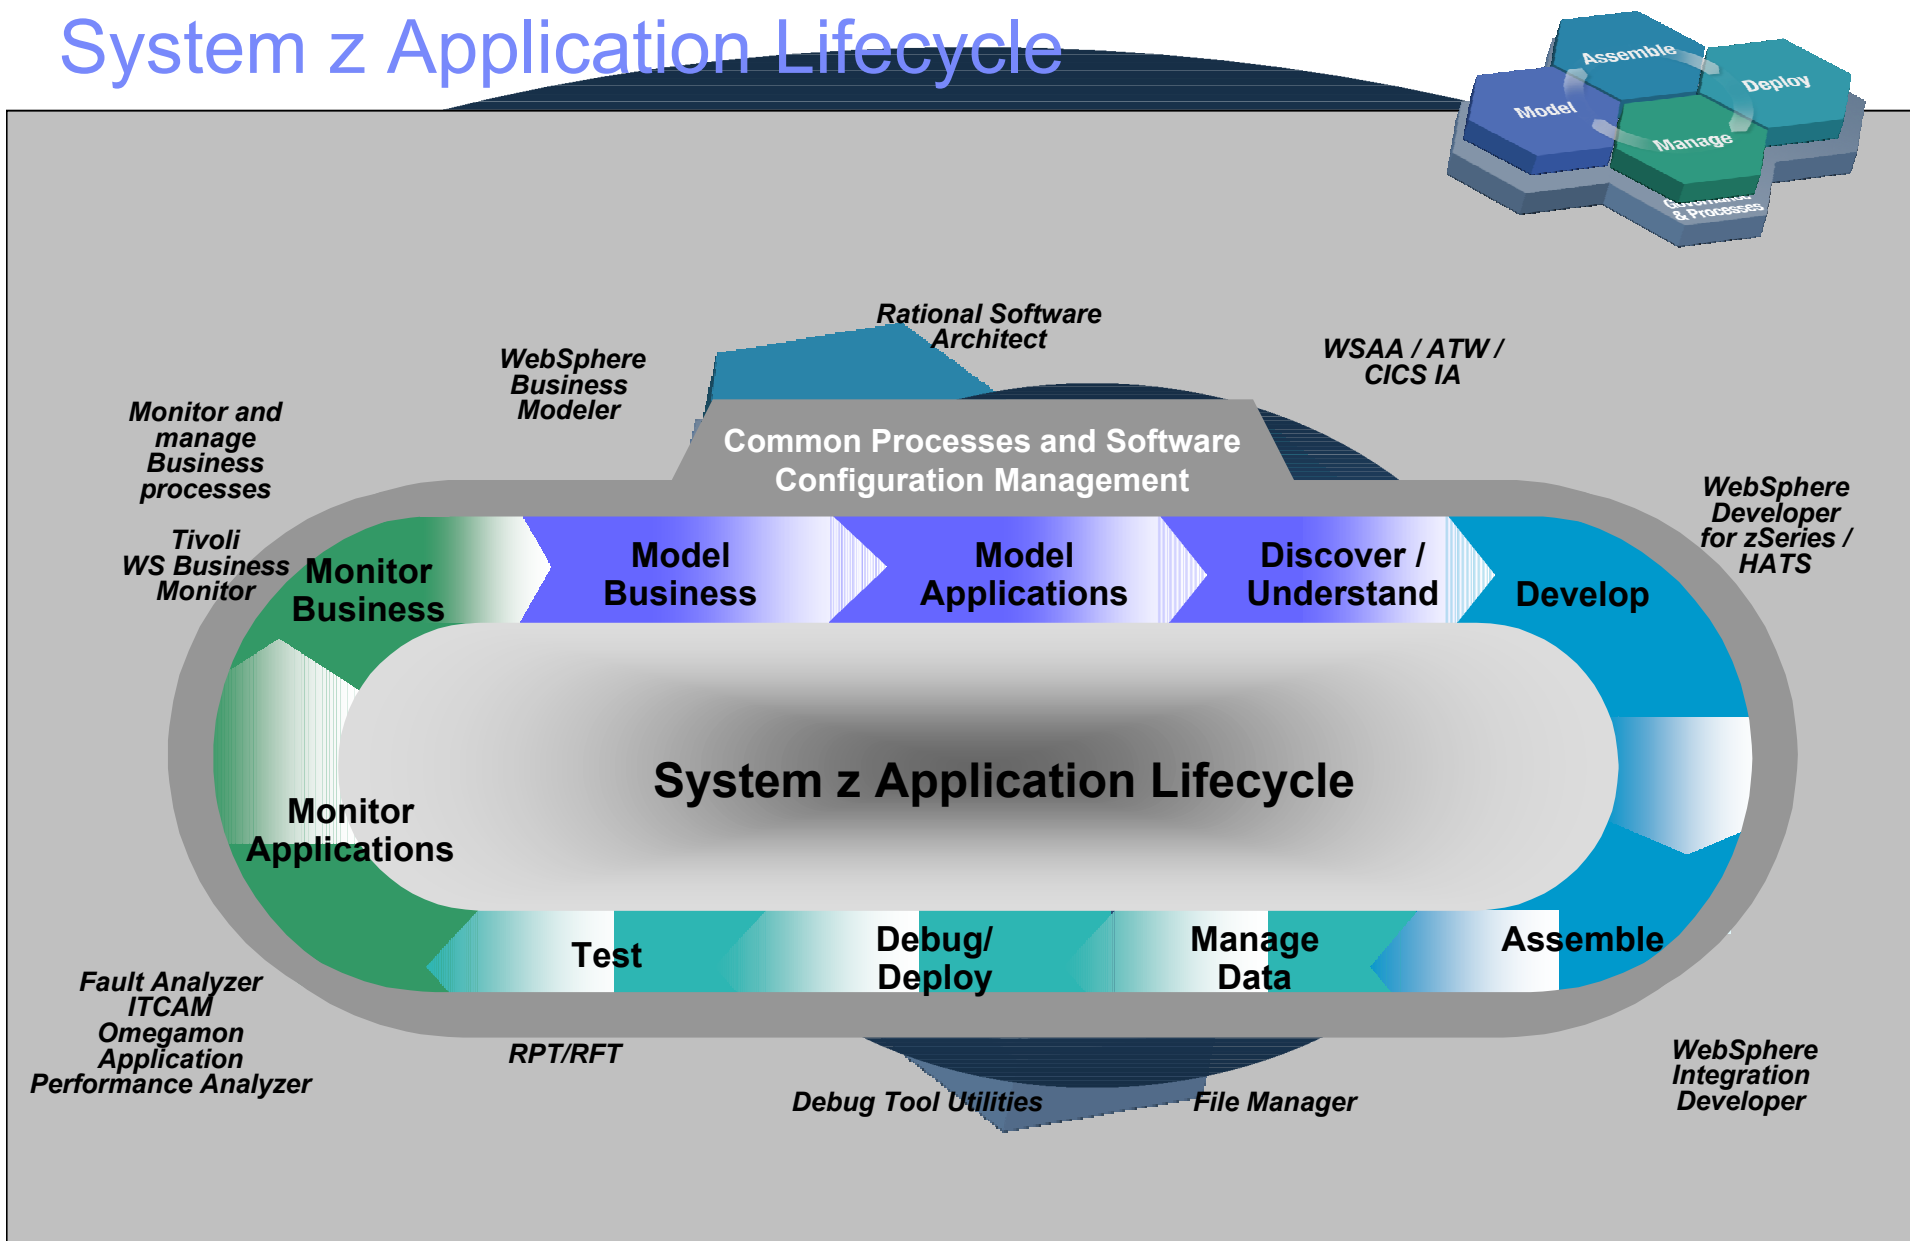 System z Application Lifecycle
Assemble
Deploy
Model
Manage
Governance
& Processes
Rational Software
Architect
WSAA / ATW /
CICS IA
WebSphere
Business
Modeler
Monitor and
manage
Business
processes
Common Processes and Software
Configuration Management
WebSphere
Developer
for zSeries /
HATS
Tivoli
WS Business
Monitor
Monitor
Business
Model
Business
Model
Applications
Discover /
Understand
Develop
System z Application Lifecycle
Monitor
Applications
Test
Debug/
Deploy
Manage
Data
Assemble
Fault Analyzer
ITCAM
Omegamon
Application
Performance Analyzer
RPT/RFT
Debug Tool Utilities
File Manager
WebSphere
Integration
Developer